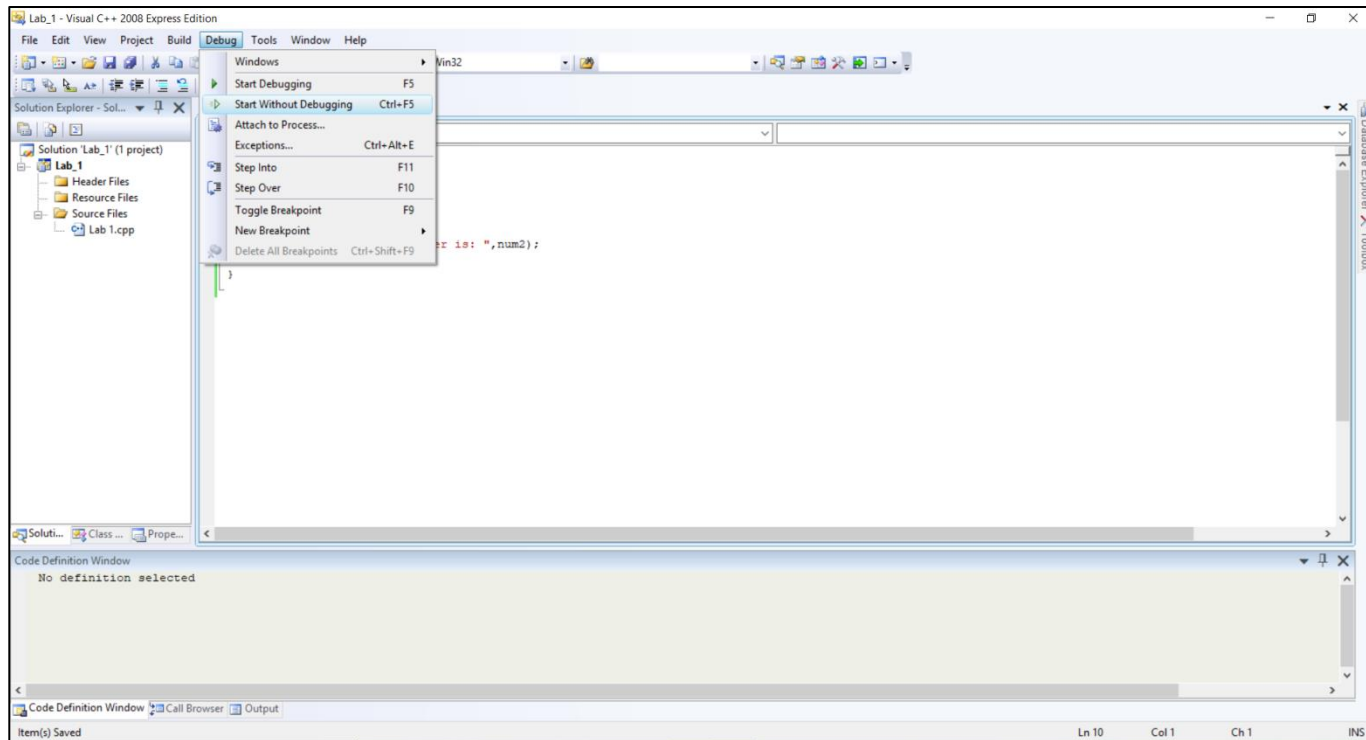 Lab_1 - Visual C++ 2008 Express Edition
File Edit View Project Build Debug Tools Window Help
Windows
Win32
Start Debugging F5
Solution Explorer - Sol...
Start Without Debugging Ctrl+F5
Attach to Process...
Exceptions... Ctrl+Alt+E
Solution 'Lab_1' (1 project)
Lab_1
Step Into F11
Header Files
Step Over F10
Resource Files
Toggle Breakpoint F9
Source Files
New Breakpoint
Lab 1.cpp
Delete All Breakpoints Ctrl+Shift+F9
er is: ",num2);
}
Database Explorer
Toolbox
Soluti... Class ... Prope...
Code Definition Window
No definition selected
Code Definition Window Call Browser Output
Item(s) Saved Ln 10 Col 1 Ch 1 INS